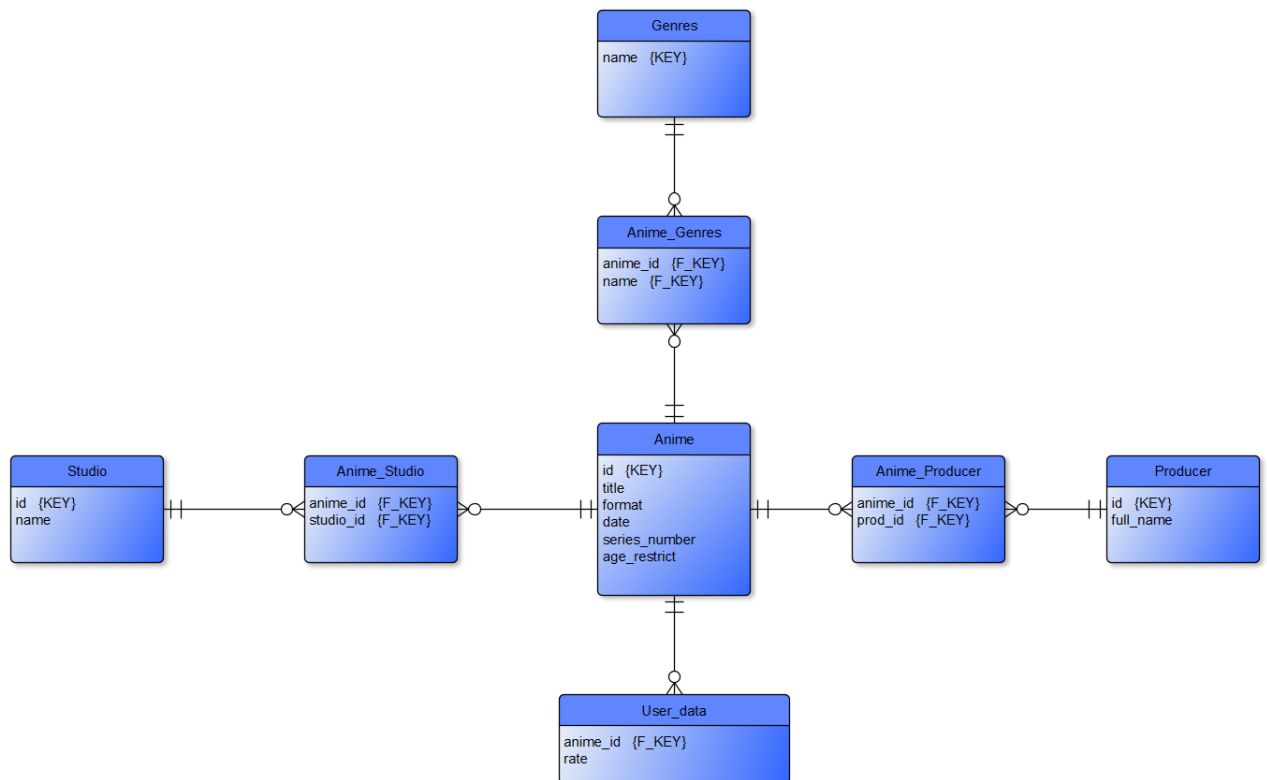 Genres
name {KEY}
Anime_Genres
anime_id {F_KEY}
name {F_KEY}
Anime
id {KEY}
title
format
date
series_number
age_restrict
Studio
id {KEY}
name
Anime_Studio
anime_id {F_KEY}
studio_id {F_KEY}
Anime_Producer
anime_id {F_KEY}
prod_id {F_KEY}
Producer
id {KEY}
full_name
User_data
anime_id {F_KEY}
rate